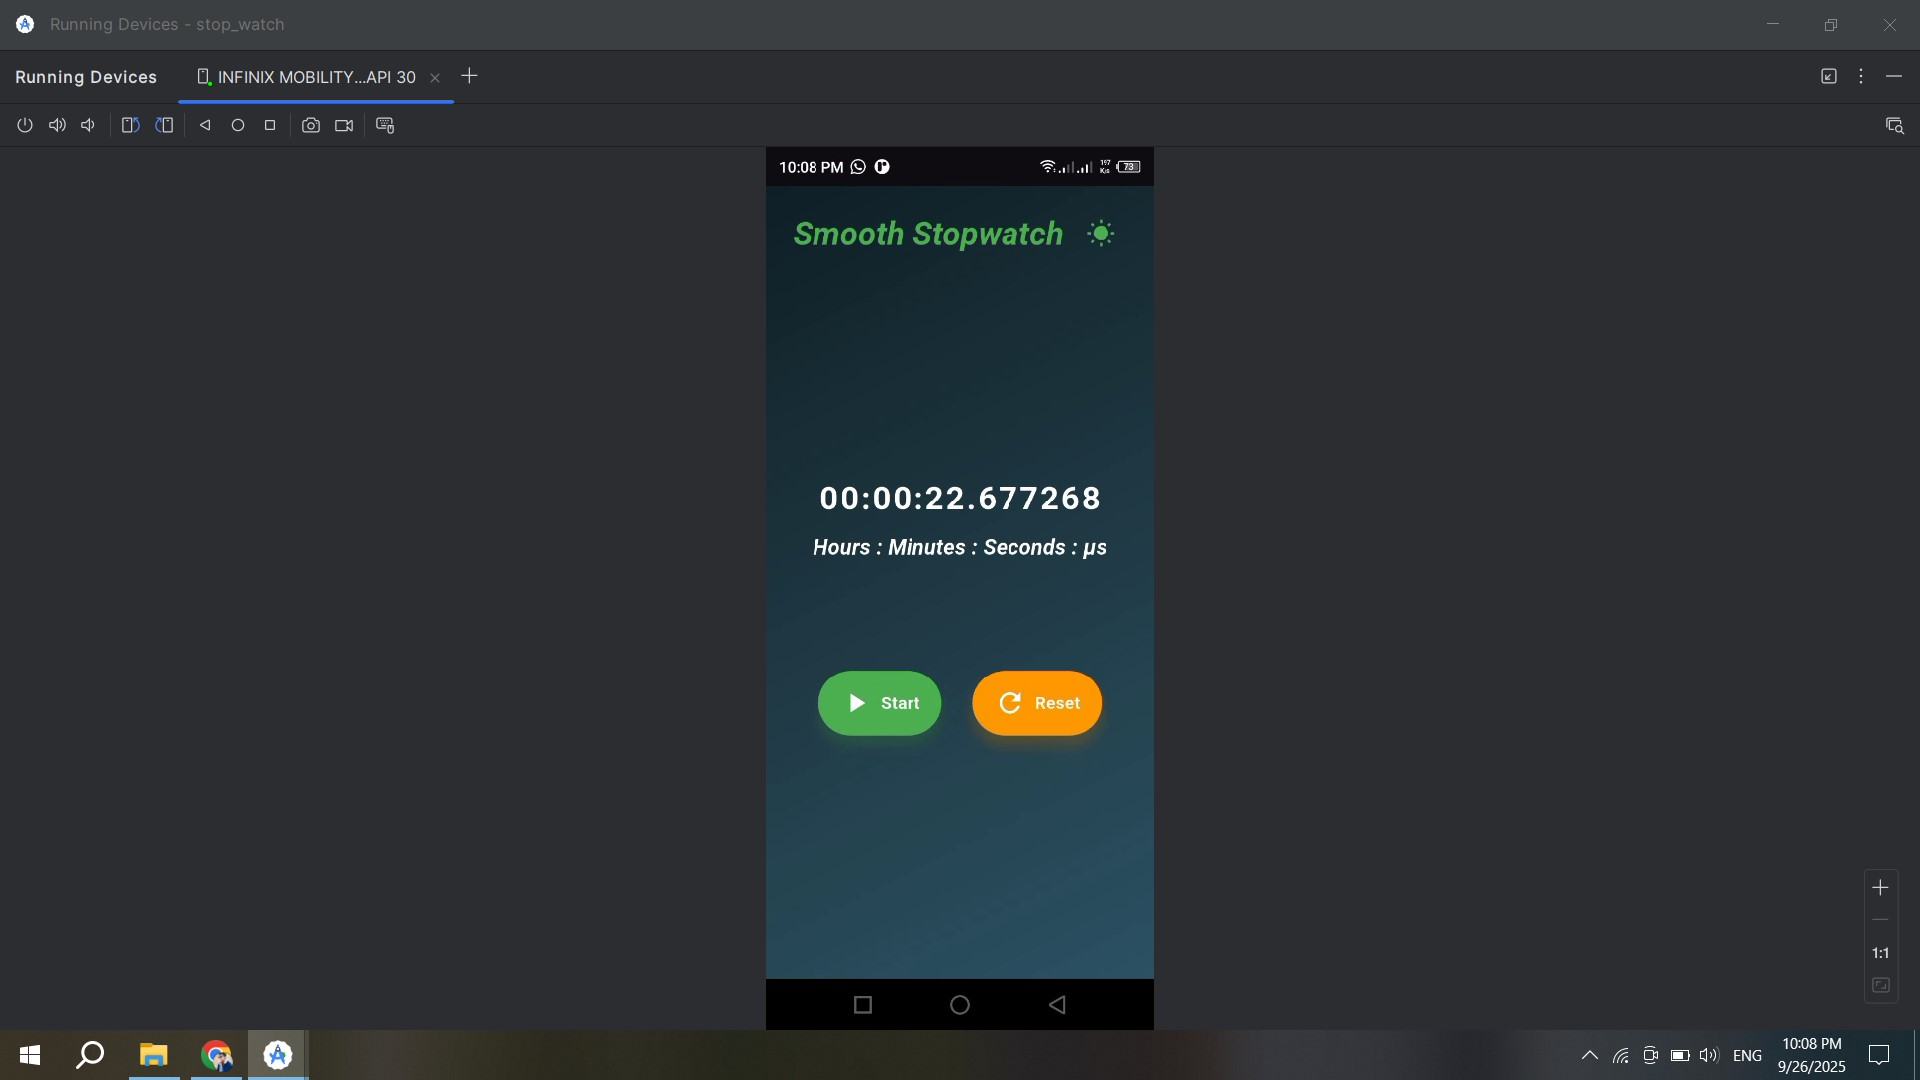 Running Devices - stop_watch
Running Devices
INFINIX MOBILITY...API 30
10:08 PM
197
K/s
73
Smooth Stopwatch
00:00:22.677268
Hours : Minutes : Seconds : µs
Start
Reset
1:1
ENG
10:08 PM
9/26/2025